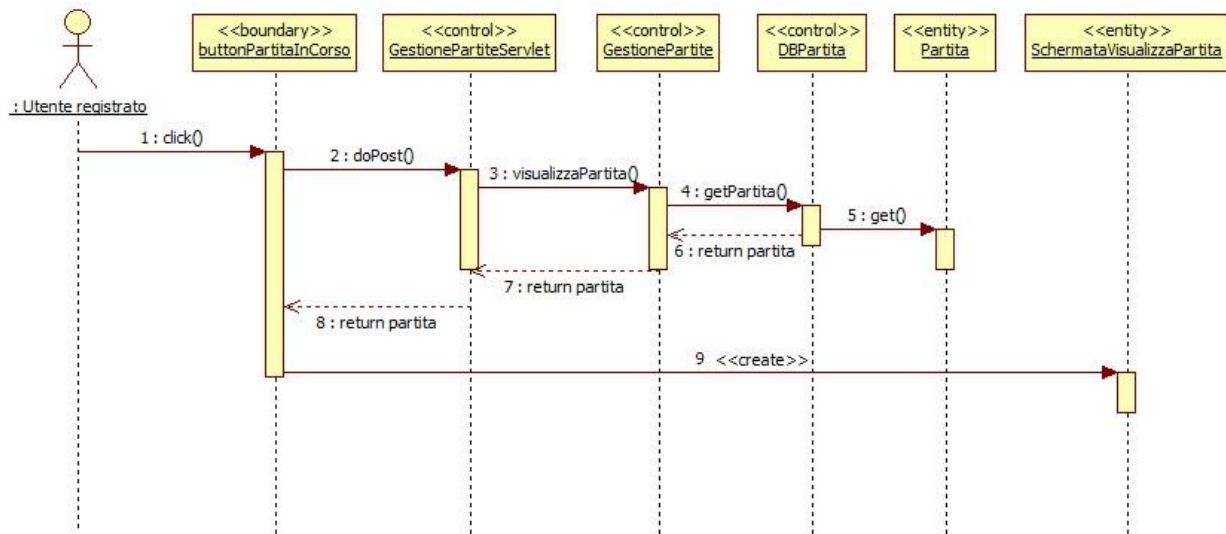 <<boundary>>
buttonPartitaInCorso
<<control>>
GestionePartiteServlet
<<control>>
GestionePartite
<<control>>
DBPartita
<<entity>>
Partita
<<entity>>
SchermataVisualizzaPartita
: Utente registrato
1 : click()
2 : doPost()
3 : visualizzaPartita()
4 : getPartita()
5 : get()
6 : return partita
7 : return partita
8 : return partita
9 <<create>>